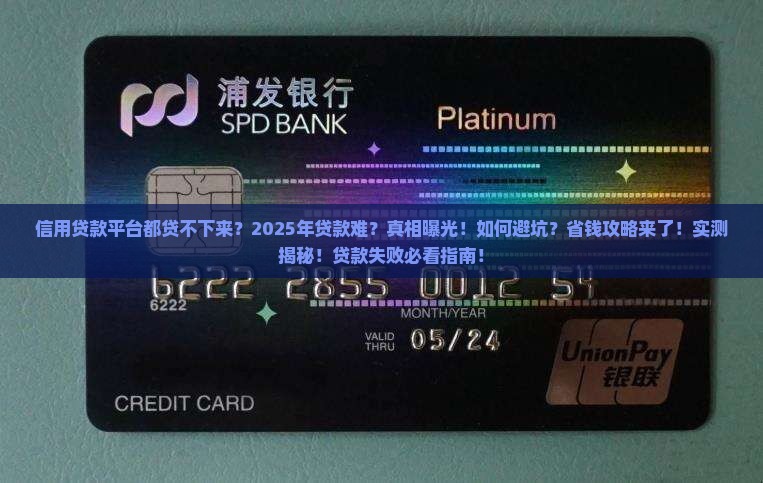 浦发银行
SPD BANK
Platinum
信用贷款平台都贷不下来？2025年贷款难？真相曝光！如何避坑？省钱攻略来了！实测
揭秘！贷款失败必看指南！
6222 2855 0012 54
6222
MONTH/YEAR
VALID
THRU
05/24
UnionPay
银联
CREDIT CARD